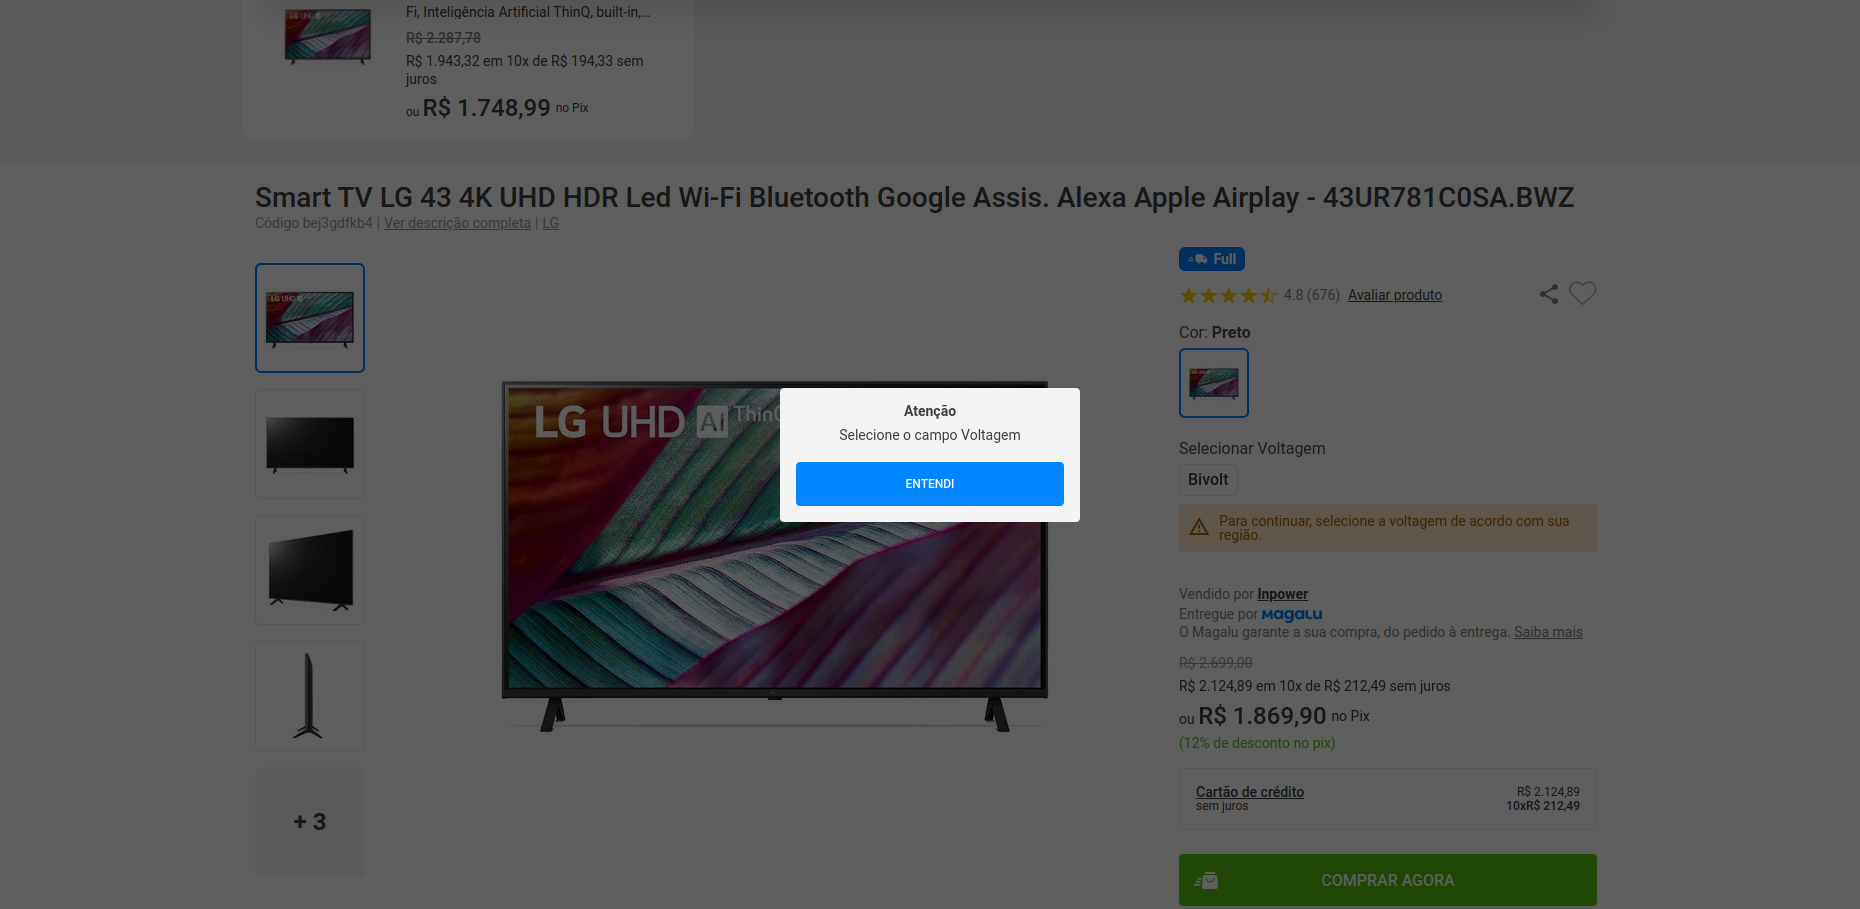 Fi, Inteligência Artificial ThinQ, built-in,...
R$ 2.287,78
R$ 1.943,32 em 10x de R$ 194,33 sem
juros
ou R$ 1.748,99 no Pix
Smart TV LG 43 4K UHD HDR Led Wi-Fi Bluetooth Google Assis. Alexa Apple Airplay - 43UR781C0SA.BWZ
Código bej3gdfkb4 | Ver descrição completa | LG
Full
4.8 (676) Avaliar produto
Cor: Preto
LG UHD AI ThinQ
Atenção
Selecione o campo Voltagem
ENTENDI
Selecionar Voltagem
Bivolt
Para continuar, selecione a voltagem de acordo com sua
região.
Vendido por Inpower
Entregue por Magalu
O Magalu garante a sua compra, do pedido à entrega. Saiba mais
R$ 2.699,00
R$ 2.124,89 em 10x de R$ 212,49 sem juros
ou R$ 1.869,90 no Pix
(12% de desconto no pix)
Cartão de crédito
sem juros
R$ 2.124,89
10xR$ 212,49
+ 3
COMPRAR AGORA